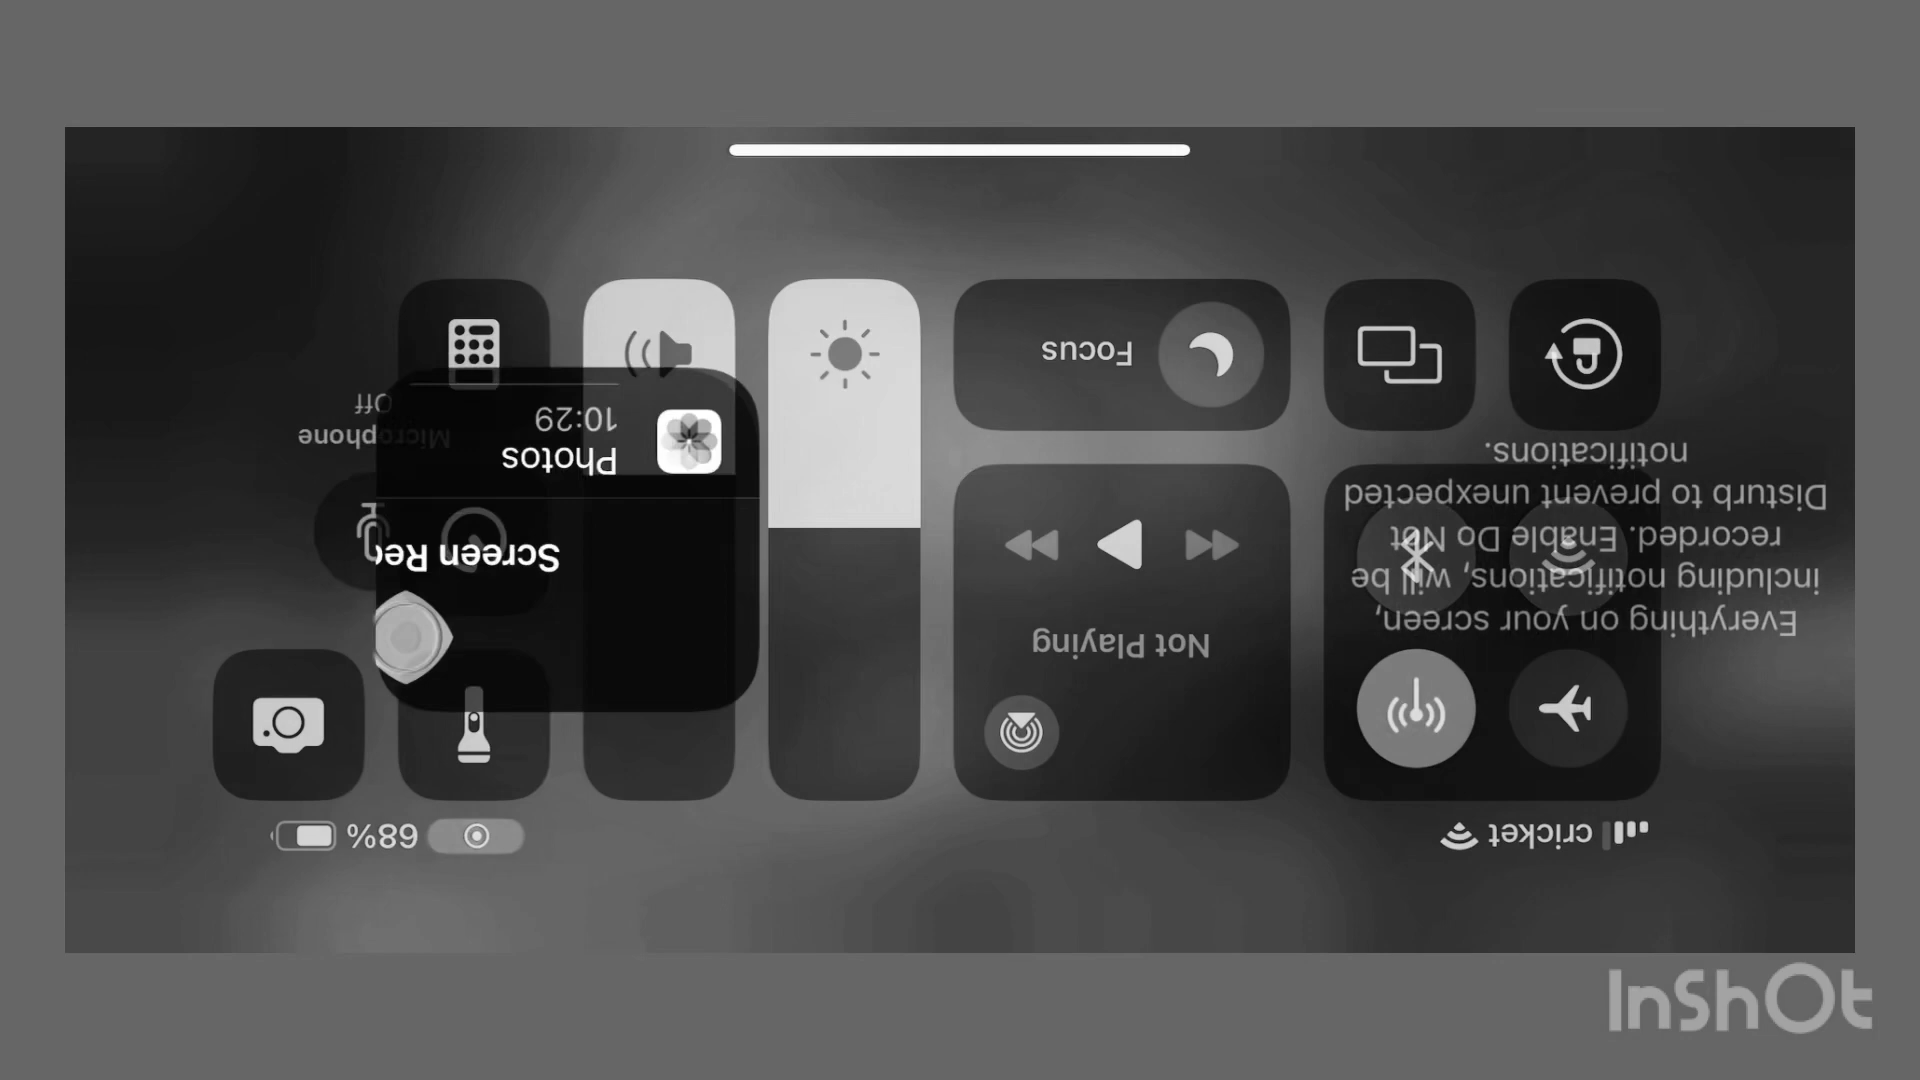 cricket
68%
Everything on your screen,
including notifications, will be
recorded. Enable Do Not
Disturb to prevent unexpected
notifications.
Not Playing
Focus
Screen Rec
Photos
10:29
Microphone
Off
InShOt